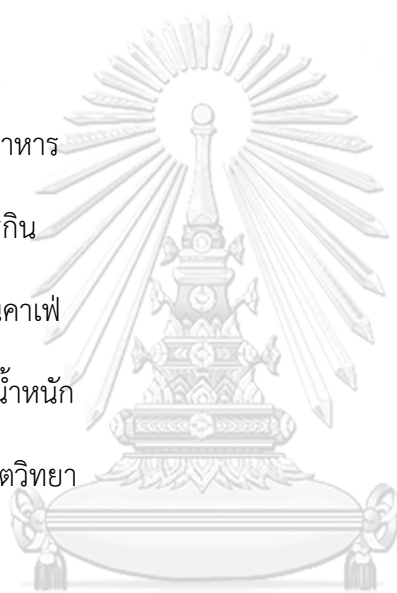 าหาร
กิน
คาเฟ่
น้ำหนัก
ตวิทยา